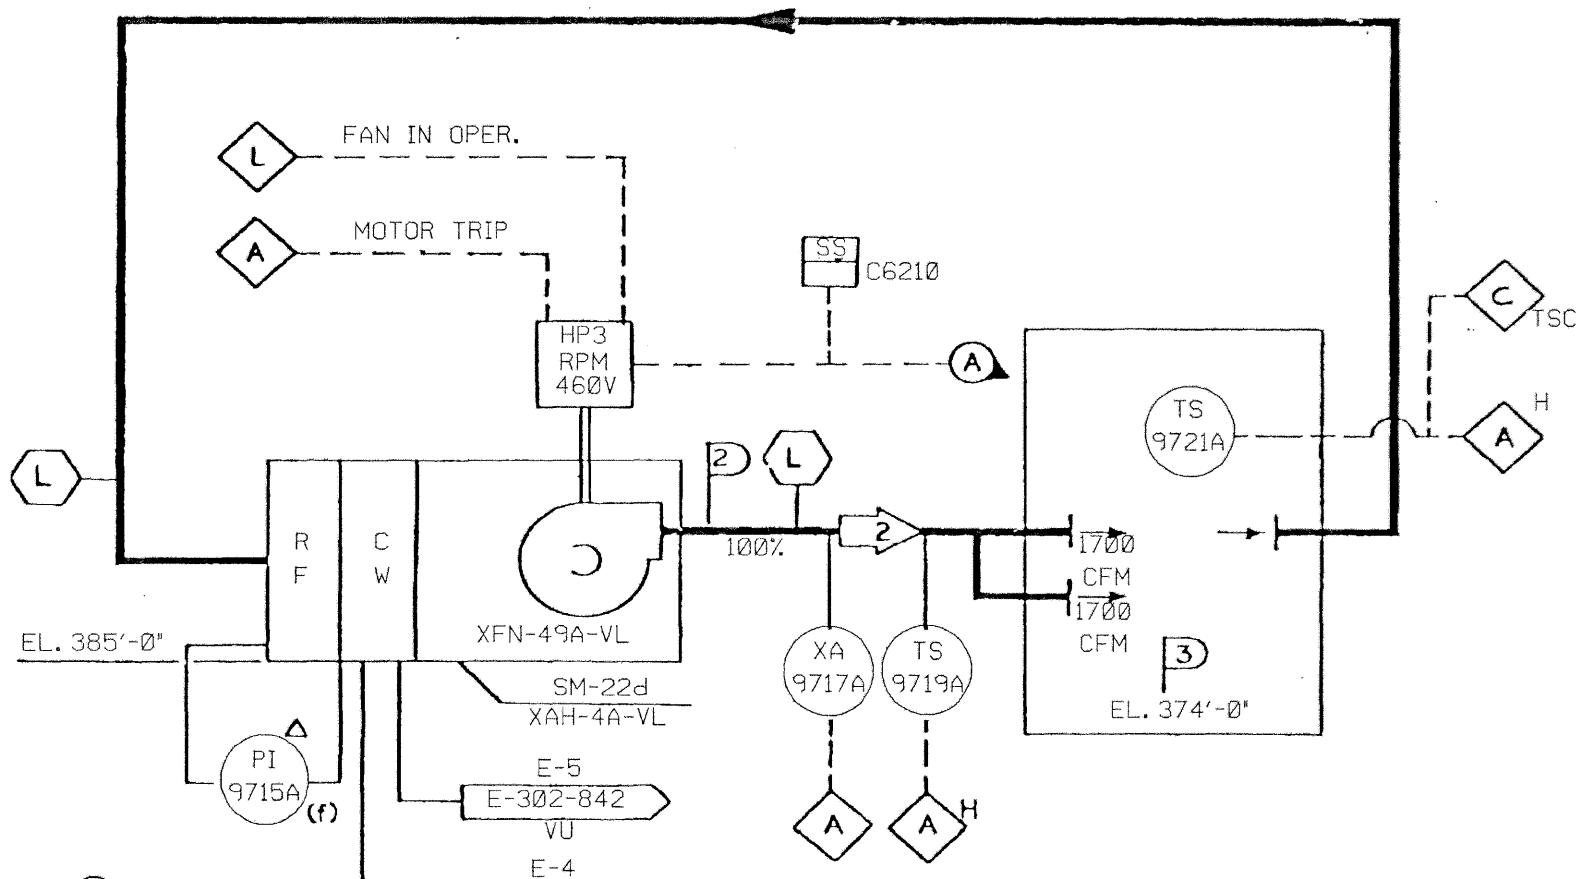 FAN IN OPER.
L
MOTOR TRIP
A
SS
C6210
C
TSC
HP3
RPM
460V
A
H
TS
9721A
A
L
2
L
R
F
C
W
100%
2
1700
CFM
1700
CFM
XFN-49A-VL
EL. 385'-0"
XA
9717A
TS
9719A
3
EL. 374'-0"
SM-22d
XAH-4A-VL
Δ
PI
9715A
(f)
E-5
E-302-842
VU
E-4
A
A
H